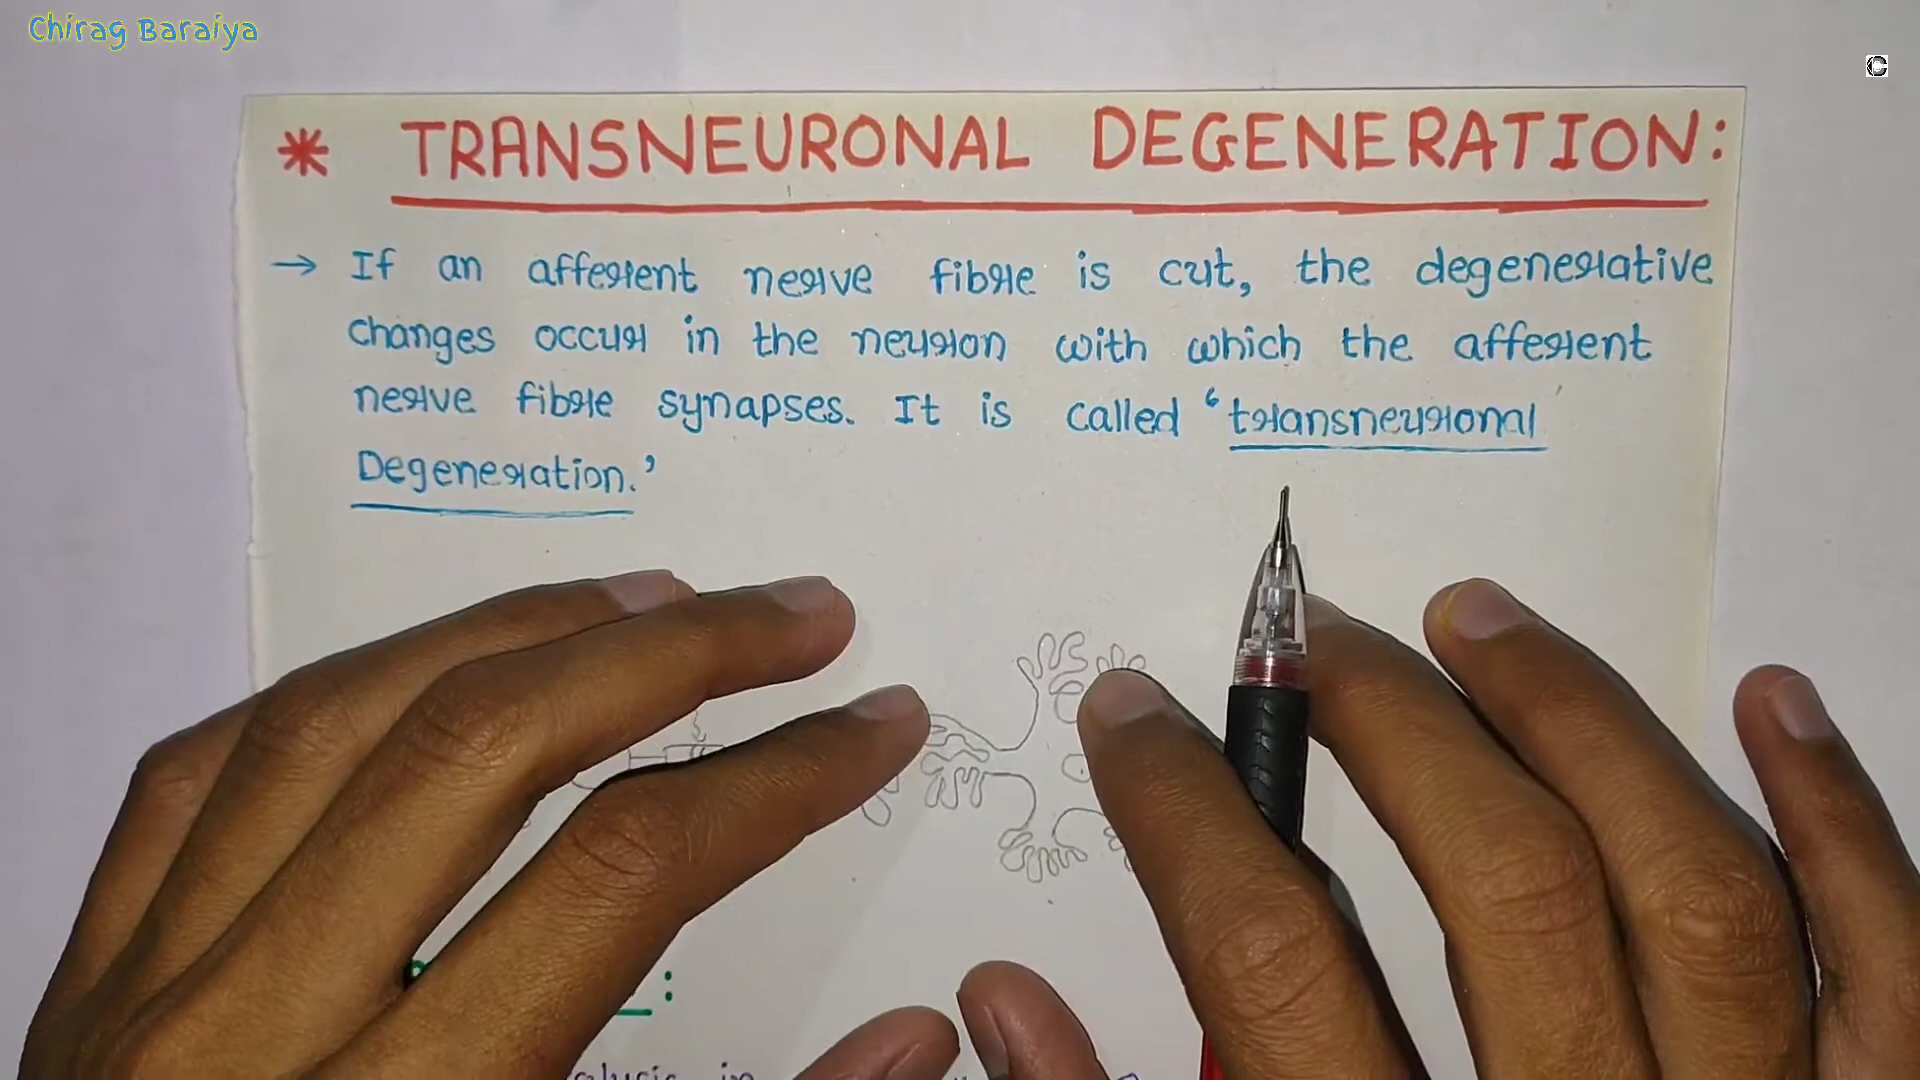 Chirag Baraiya
* TRANSNEURONAL DEGENERATION:
→ If an afferent nerve fibre is cut, the degenerative
changes occur in the neuron with which the afferent
nerve fibre synapses. It is called ‘transneuronal
Degeneration.’
in